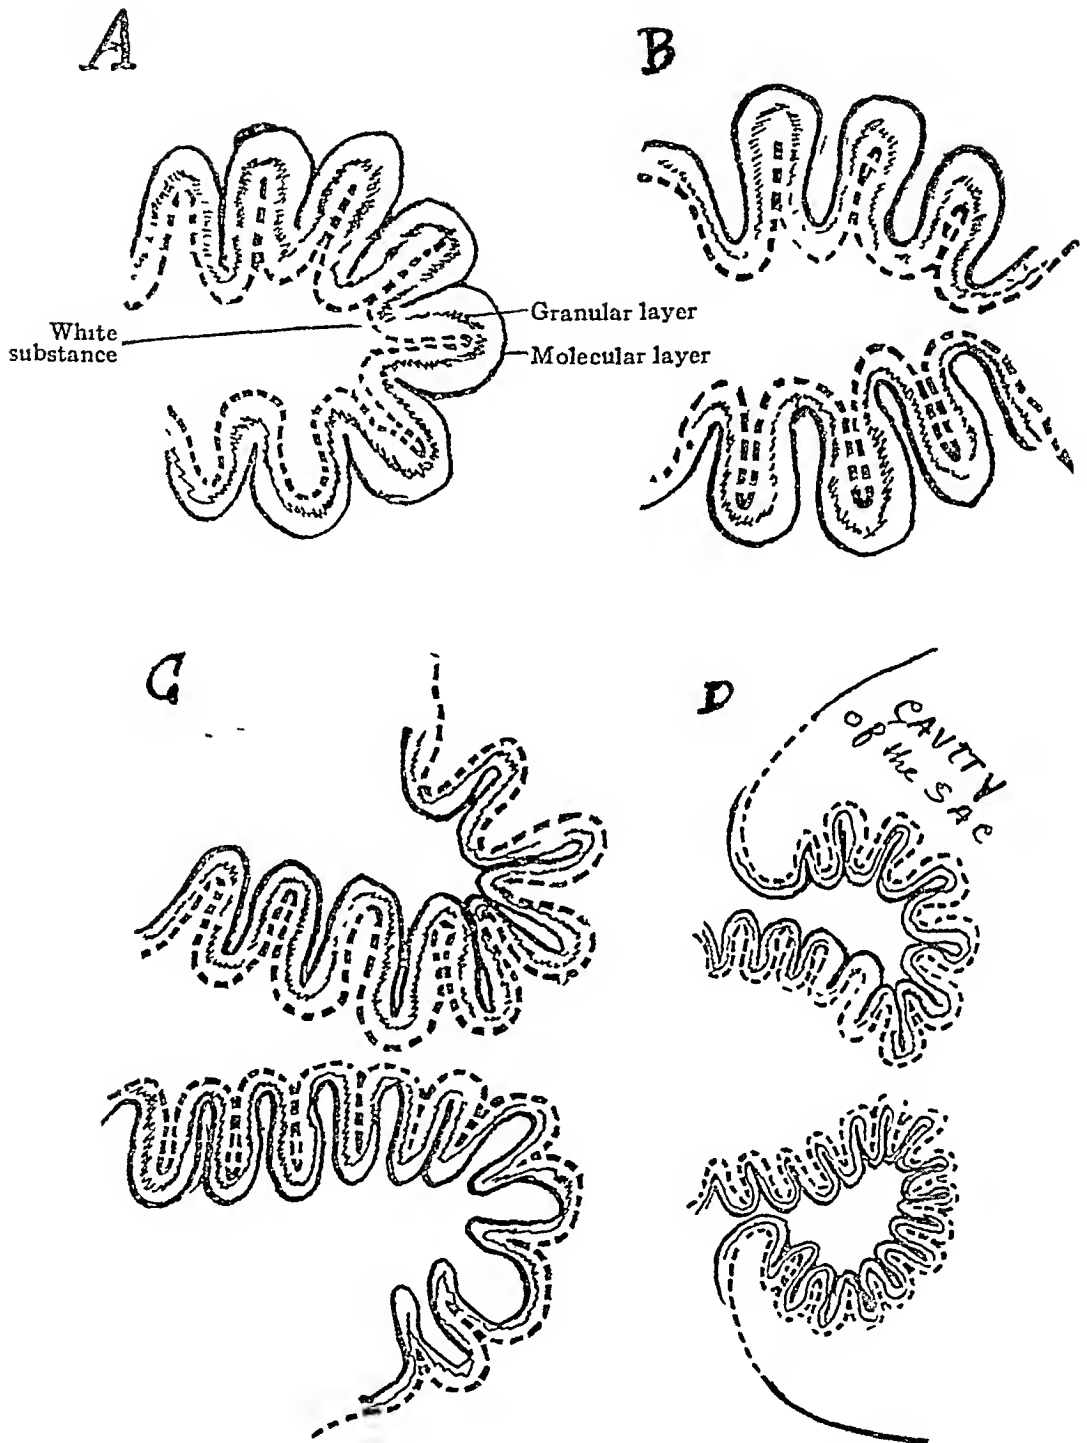 A
B
White
substance
Granular layer
Molecular layer
C
D
CAVITY
of the SAC